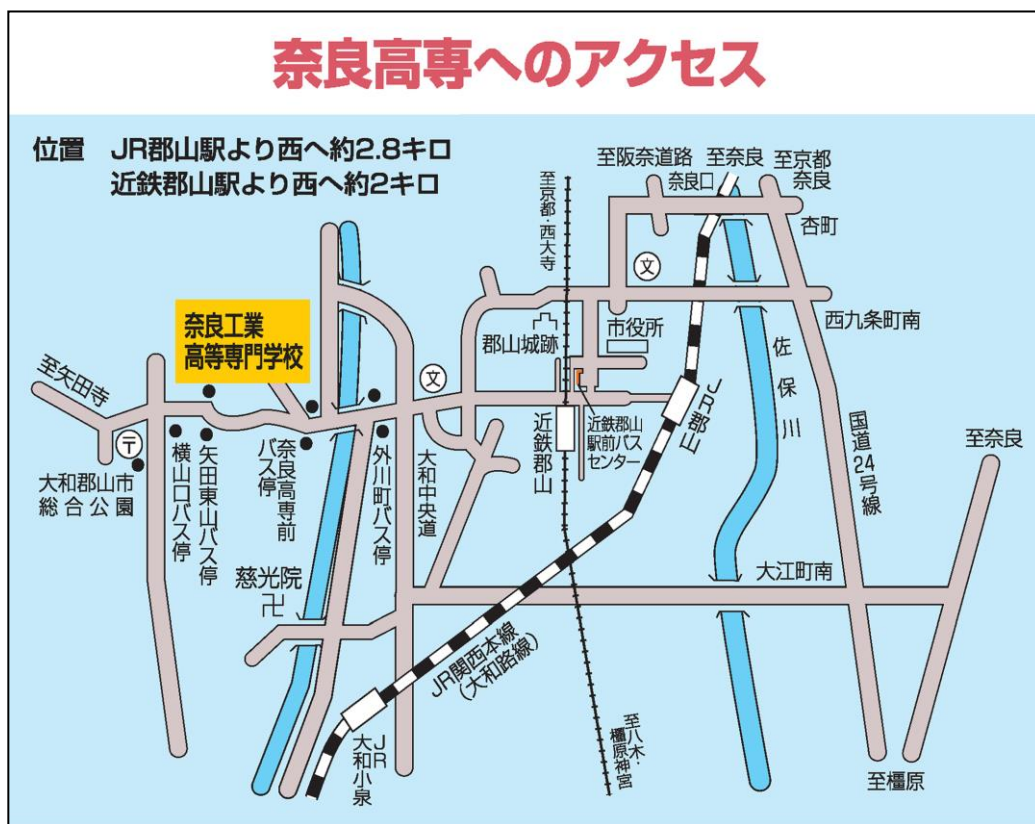 奈良高専へのアクセス
位置 JR郡山駅より西へ約2.8キロ
近鉄郡山駅より西へ約2キロ
至阪奈道路
至奈良
至京都
奈良
奈良口
杏町
至京都・西大寺
文
西九条町南
奈良工業
高等専門学校
郡山城跡
市役所
佐保川
至矢田寺
文
〒
近鉄郡山
近鉄郡山
駅前バス
センター
JR郡山
国道24号線
至奈良
大和郡山市
総合公園
横山口バス停
矢田東山バス停
奈良高専前
バス停
外川町バス停
大和中央道
慈光院
卍
大江町南
JR関西本線
(大和路線)
JR
大和小泉
至八木・
橿原神宮
至橿原